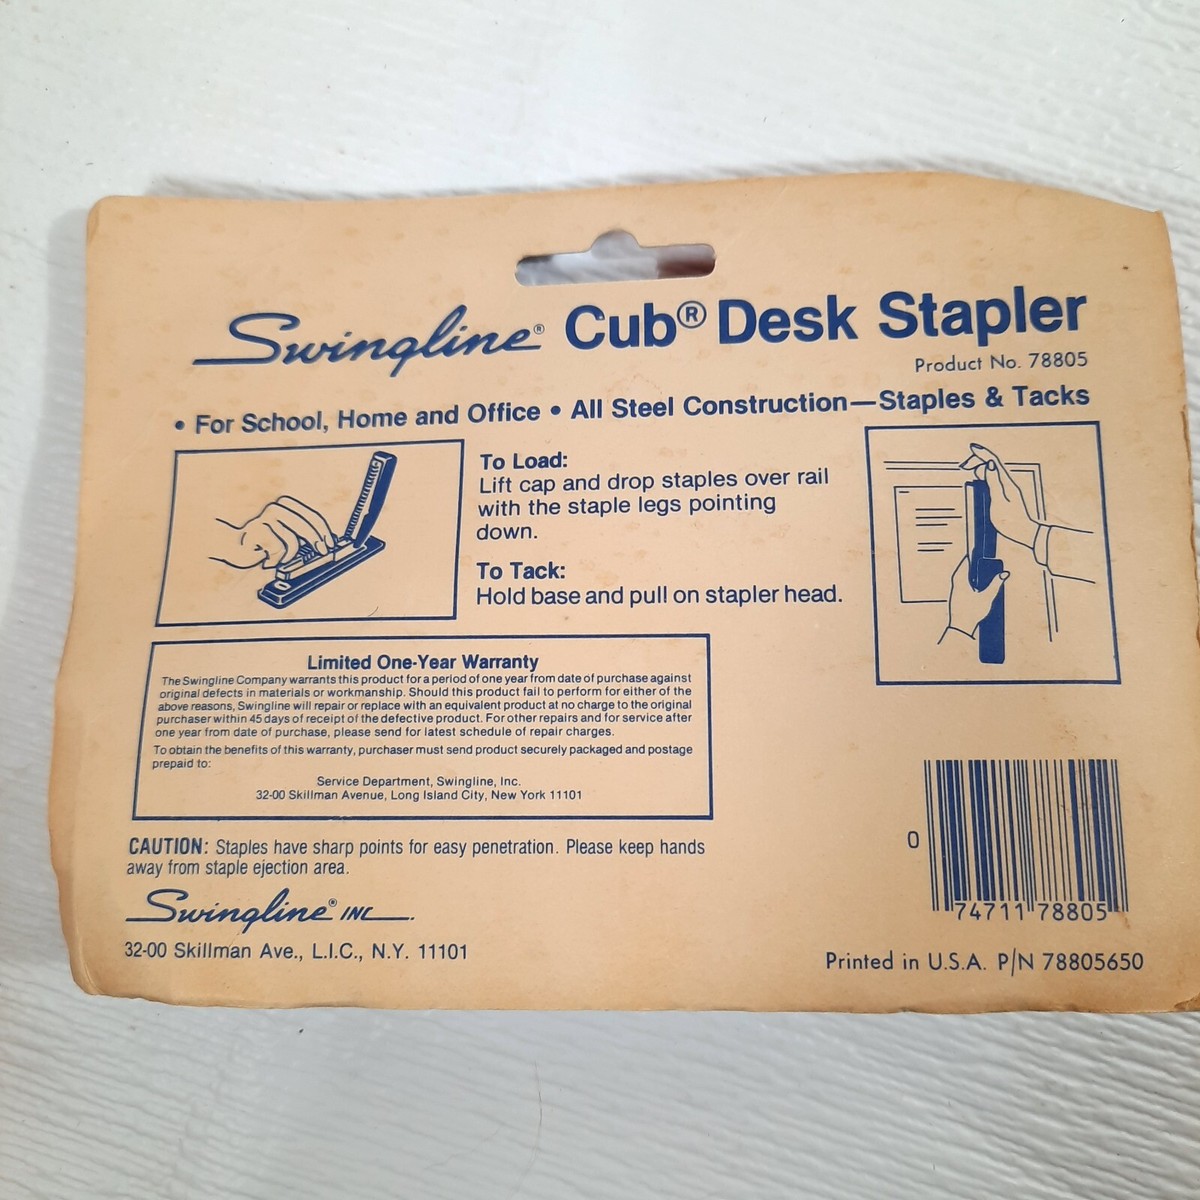 Swingline® Cub® Desk Stapler
Product No. 78805
• For School, Home and Office • All Steel Construction—Staples & Tacks
To Load:
Lift cap and drop staples over rail
with the staple legs pointing
down.
To Tack:
Hold base and pull on stapler head.
Limited One-Year Warranty
The Swingline Company warrants this product for a period of one year from date of purchase against
original defects in materials or workmanship. Should this product fail to perform for either of the
above reasons, Swingline will repair or replace with an equivalent product at no charge to the original
purchaser within 45 days of receipt of the defective product. For other repairs and for service after
one year from date of purchase, please send for latest schedule of repair charges.
To obtain the benefits of this warranty, purchaser must send product securely packaged and postage
prepaid to:
Service Department, Swingline, Inc.
32-00 Skillman Avenue, Long Island City, New York 11101
CAUTION: Staples have sharp points for easy penetration. Please keep hands
away from staple ejection area.
Swingline® INC.
32-00 Skillman Ave., L.I.C., N.Y. 11101
0 74711 78805
Printed in U.S.A. P/N 78805650